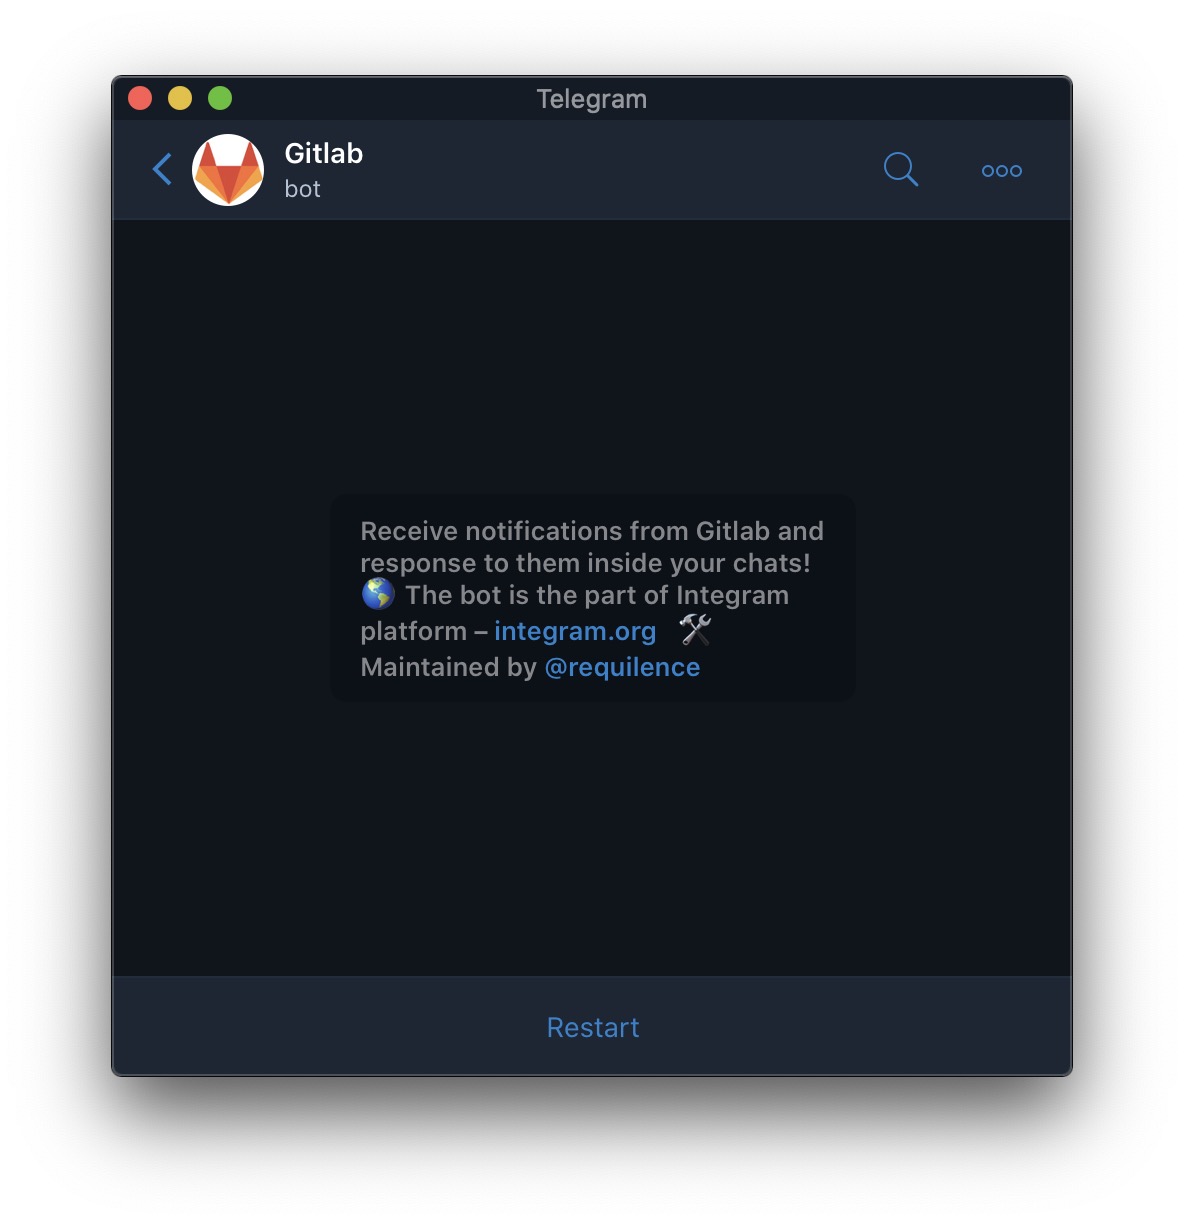 Telegram
Gitlab
bot
Receive notifications from Gitlab and
response to them inside your chats!
🌎 The bot is the part of Integram
platform – integram.org 🛠
Maintained by @requilence
Restart